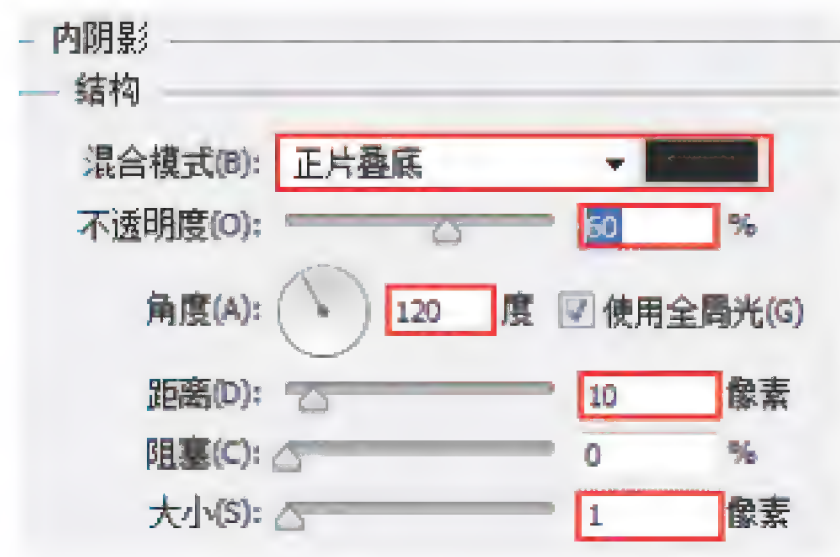 内阴影
结构
混合模式(B): 正片叠底
不透明度(O): 60 %
角度(A): 120 度 使用全局光(G)
距离(D): 10 像素
阻塞(C): 0 %
大小(S): 1 像素